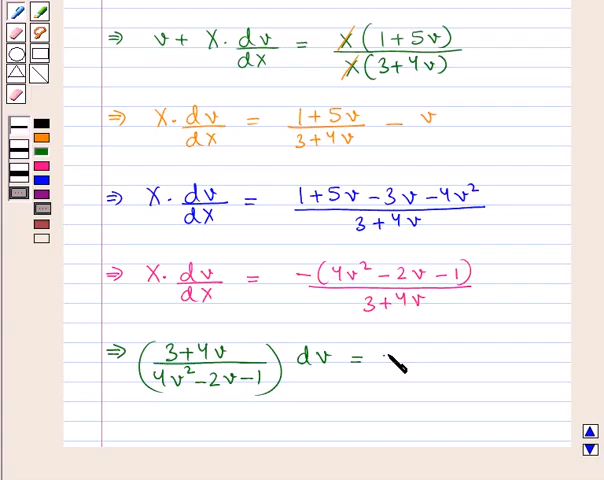 ⇒ v + X · dv/dX = X(1+5v)/X(3+4v)
⇒ X · dv/dX = (1+5v)/(3+4v) − v
⇒ X · dv/dX = (1+5v−3v−4v²)/(3+4v)
⇒ X · dv/dX = −(4v²−2v−1)/(3+4v)
⇒ ((3+4v)/(4v²−2v−1)) dv =